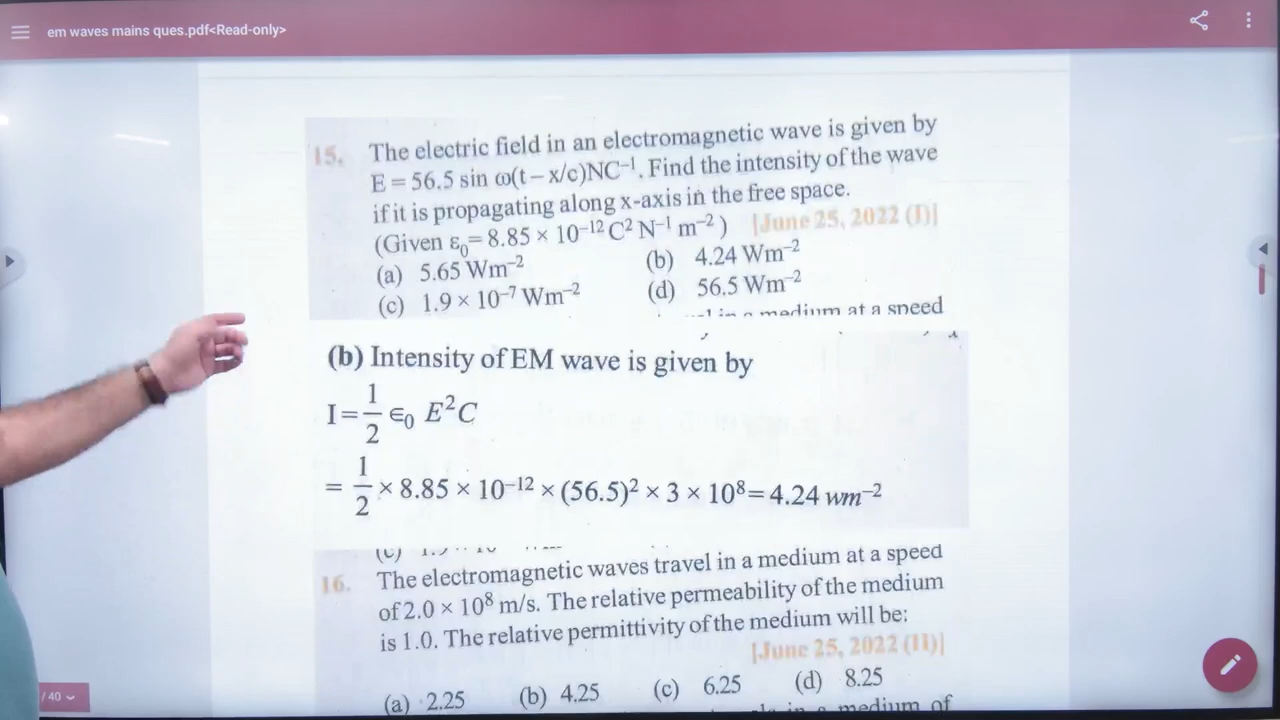 em waves mains ques.pdf<Read-only>
15. The electric field in an electromagnetic wave is given by
E = 56.5 sin ω(t – x/c)NC⁻¹. Find the intensity of the wave
if it is propagating along x-axis in the free space.
(Given ε₀ = 8.85 × 10⁻¹² C² N⁻¹ m⁻²) [June 25, 2022 (I)]
(a) 5.65 Wm⁻² (b) 4.24 Wm⁻²
(c) 1.9 × 10⁻⁷ Wm⁻² (d) 56.5 Wm⁻²
in a medium at a speed
(b) Intensity of EM wave is given by
I = 1/2 ∈₀ E²C
= 1/2 × 8.85 × 10⁻¹² × (56.5)² × 3 × 10⁸ = 4.24 wm⁻²
16. The electromagnetic waves travel in a medium at a speed
of 2.0 × 10⁸ m/s. The relative permeability of the medium
is 1.0. The relative permittivity of the medium will be:
[June 25, 2022 (II)]
(a) 2.25 (b) 4.25 (c) 6.25 (d) 8.25
in a medium of
/ 40